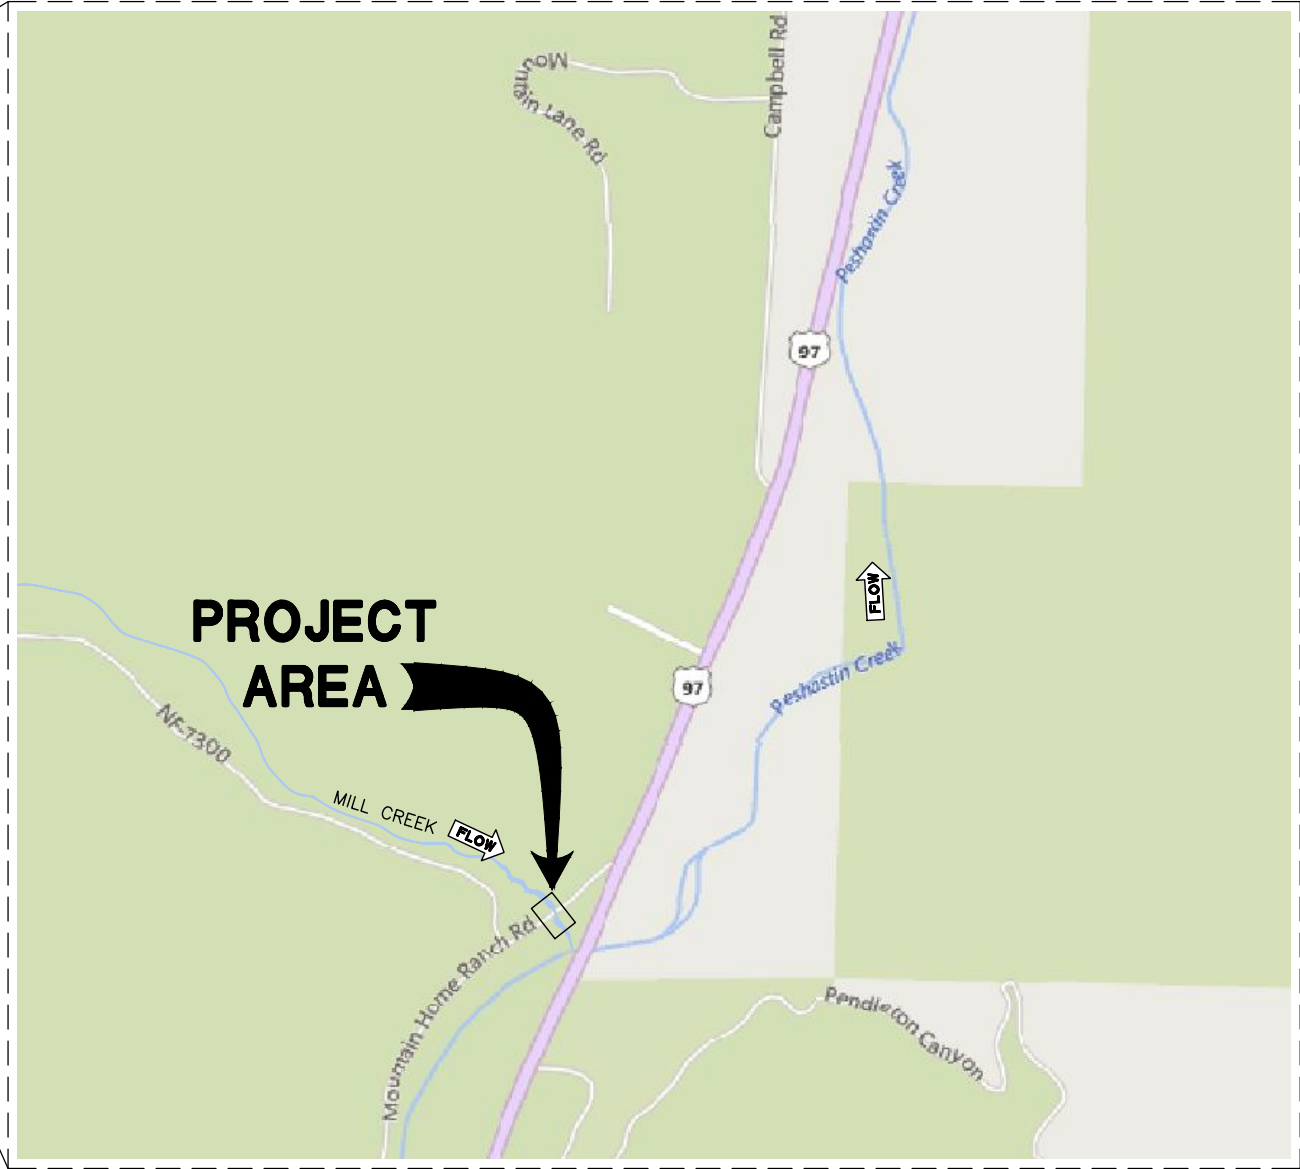 Mountain Lane Rd
Campbell Rd
Peshastin Creek
97
FLOW
PROJECT
AREA
97
Peshastin Creek
NF-7300
MILL CREEK
FLOW
Mountain Home Ranch Rd
Pendleton Canyon